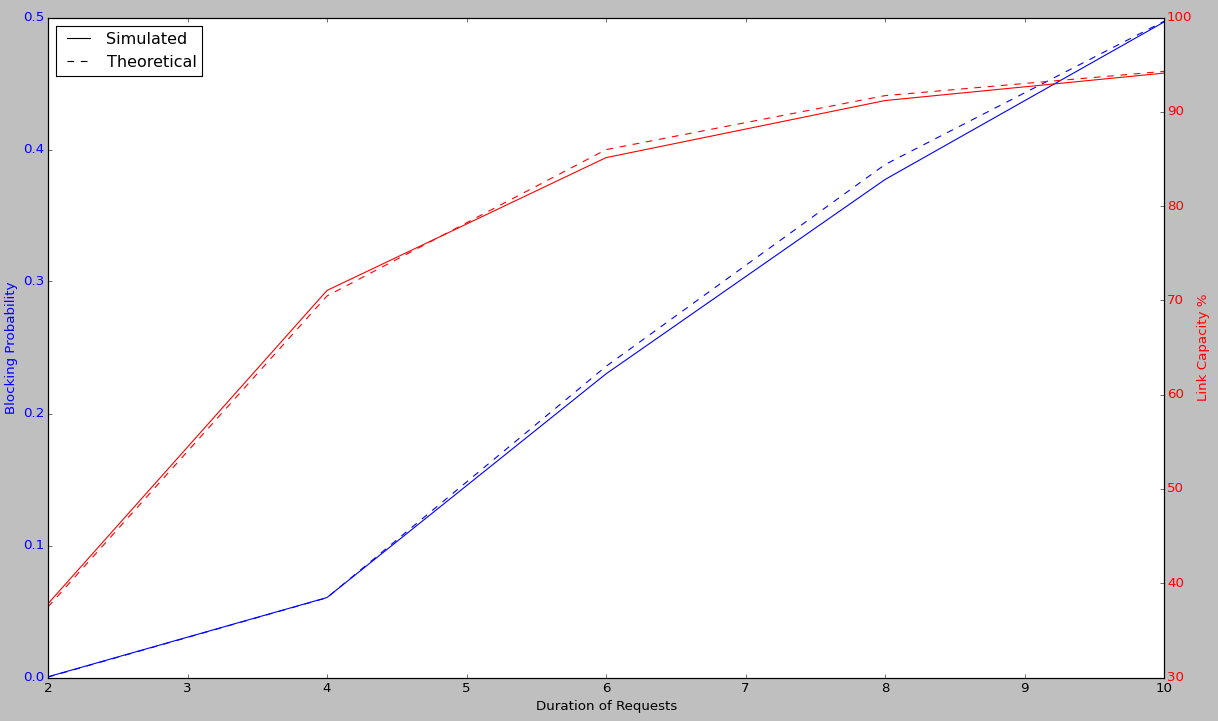 Simulated
Theoretical
0.5
0.4
0.3
0.2
0.1
0.0
Blocking Probability
100
90
80
70
60
50
40
30
Link Capacity %
2 3 4 5 6 7 8 9 10
Duration of Requests